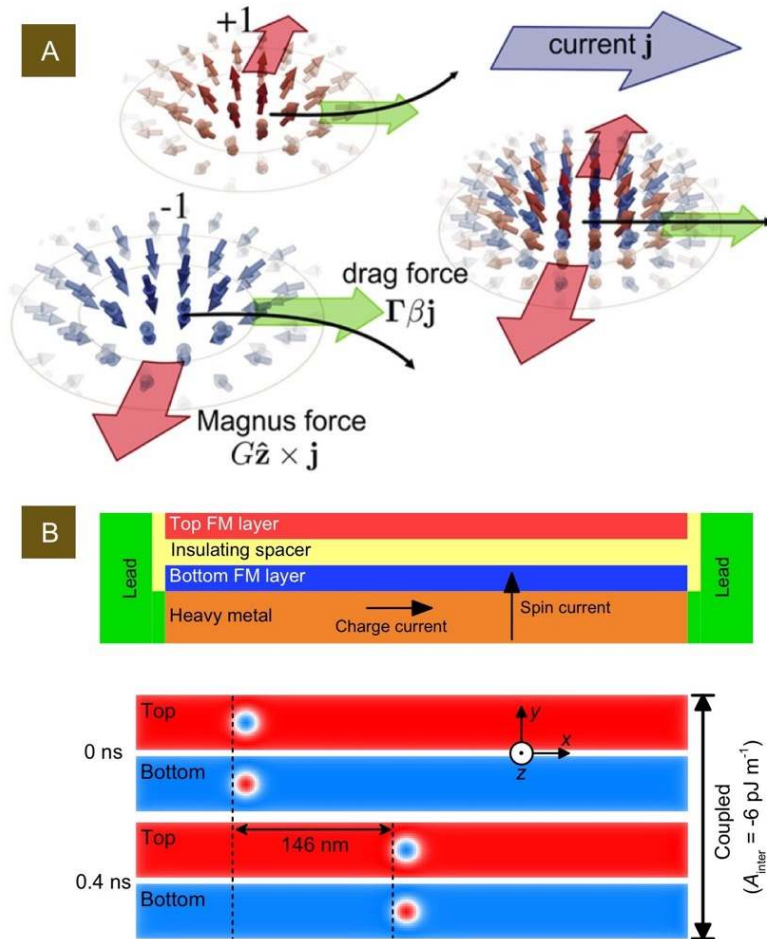 A
+1
current j
-1
drag force
Γβj
Magnus force
Gẑ × j
B
Lead
Top FM layer
Insulating spacer
Bottom FM layer
Heavy metal
Charge current
Spin current
Lead
0 ns
Top
Bottom
y
x
z
0.4 ns
Top
146 nm
Bottom
Coupled
(A_inter = -6 pJ m⁻¹)